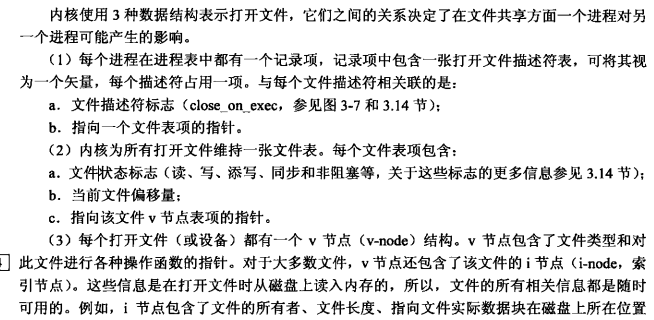 内核使用 3 种数据结构表示打开文件，它们之间的关系决定了在文件共享方面一个进程对另
一个进程可能产生的影响。
（1）每个进程在进程表中都有一个记录项，记录项中包含一张打开文件描述符表，可将其视
为一个矢量，每个描述符占用一项。与每个文件描述符相关联的是：
a．文件描述符标志（close_on_exec，参见图 3-7 和 3.14 节）；
b．指向一个文件表项的指针。
（2）内核为所有打开文件维持一张文件表。每个文件表项包含：
a．文件状态标志（读、写、添写、同步和非阻塞等，关于这些标志的更多信息参见 3.14 节）；
b．当前文件偏移量；
c．指向该文件 v 节点表项的指针。
（3）每个打开文件（或设备）都有一个 v 节点（v-node）结构。v 节点包含了文件类型和对
此文件进行各种操作函数的指针。对于大多数文件，v 节点还包含了该文件的 i 节点（i-node，索
引节点）。这些信息是在打开文件时从磁盘上读入内存的，所以，文件的所有相关信息都是随时
可用的。例如，i 节点包含了文件的所有者、文件长度、指向文件实际数据块在磁盘上所在位置